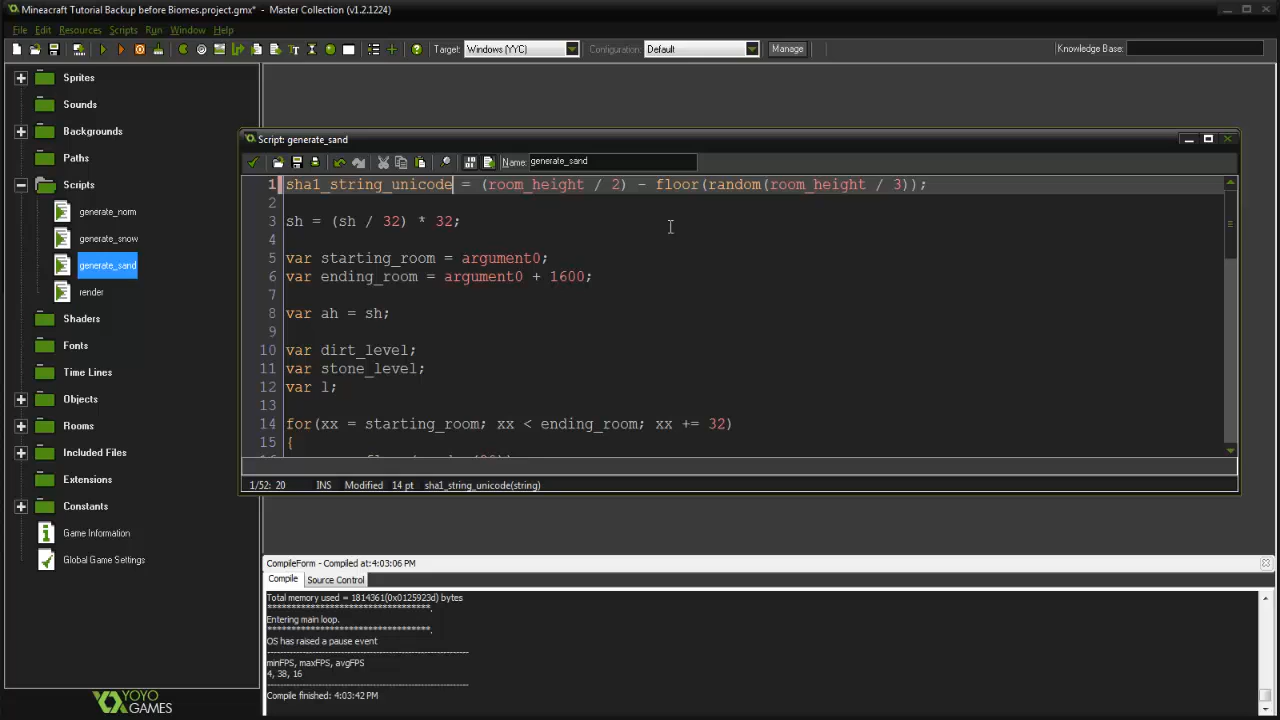 Mineacraft Tutorial Backup before Biomes.project.gmx* - Master Collection (v1.2.1224)
File Edit Resources Scripts Run Window Help
Target: Windows (YYC) Configuration: Default Manage Knowledge Base:
Sprites
Sounds
Backgrounds
Paths
Scripts
generate_norm
generate_snow
generate_sand
render
Shaders
Fonts
Time Lines
Objects
Rooms
Included Files
Extensions
Constants
Game Information
Global Game Settings
YOYO
GAMES
Script: generate_sand
Name: generate_sand
1 sha1_string_unicode = (room_height / 2) - floor(random(room_height / 3));
2
3 sh = (sh / 32) * 32;
4
5 var starting_room = argument0;
6 var ending_room = argument0 + 1600;
7
8 var ah = sh;
9
10 var dirt_level;
11 var stone_level;
12 var l;
13
14 for(xx = starting_room; xx < ending_room; xx += 32)
15 {
1/52: 20 INS Modified 14 pt sha1_string_unicode(string)
CompileForm - Compiled at:4:03:06 PM
Compile Source Control
Total memory used = 1814361(0x0125923d) bytes
**********************************.
Entering main loop.
**********************************.
OS has raised a pause event
----------------------------------------------------
minFPS, maxFPS, avgFPS
4, 38, 16
----------------------------------------------------
Compile finished: 4:03:42 PM